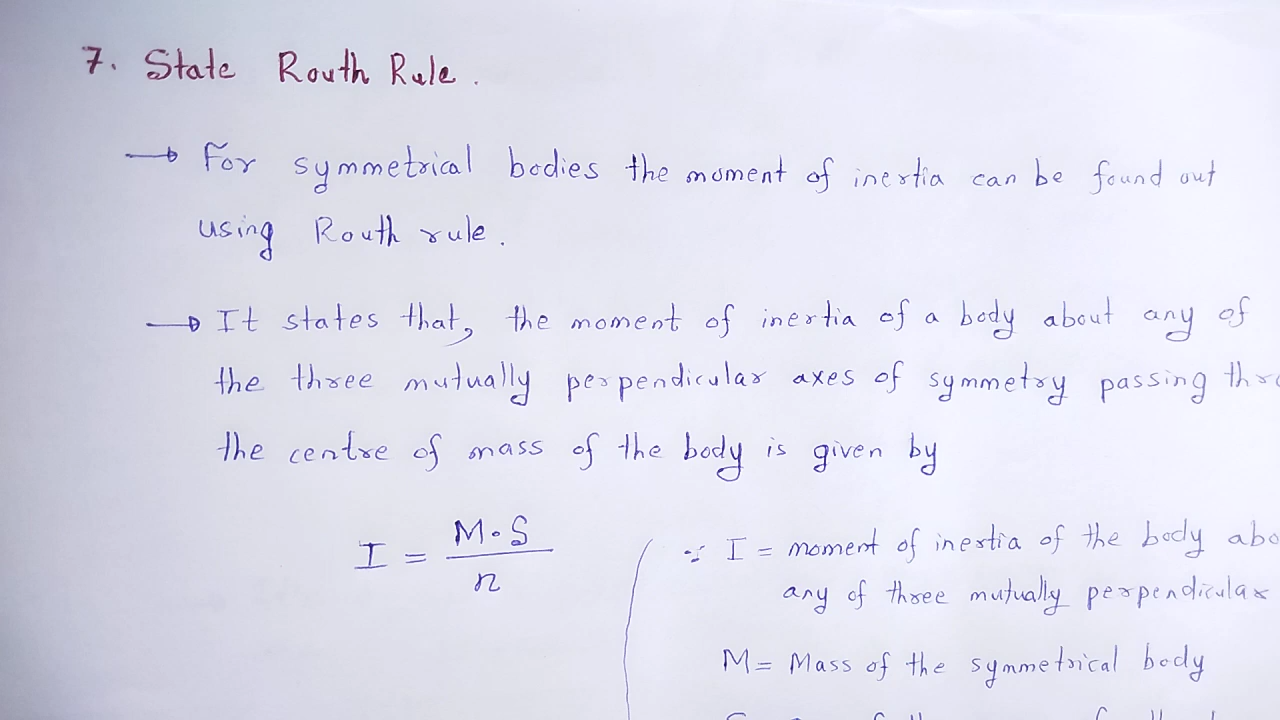 7. State Routh Rule.
→ For symmetrical bodies the moment of inertia can be found out
using Routh rule.
→ It states that, the moment of inertia of a body about any of
the three mutually perpendicular axes of symmetry passing thro
the centre of mass of the body is given by
I = M·S / n
∵ I = moment of inertia of the body abo
any of three mutually perpendicular
M = Mass of the symmetrical body